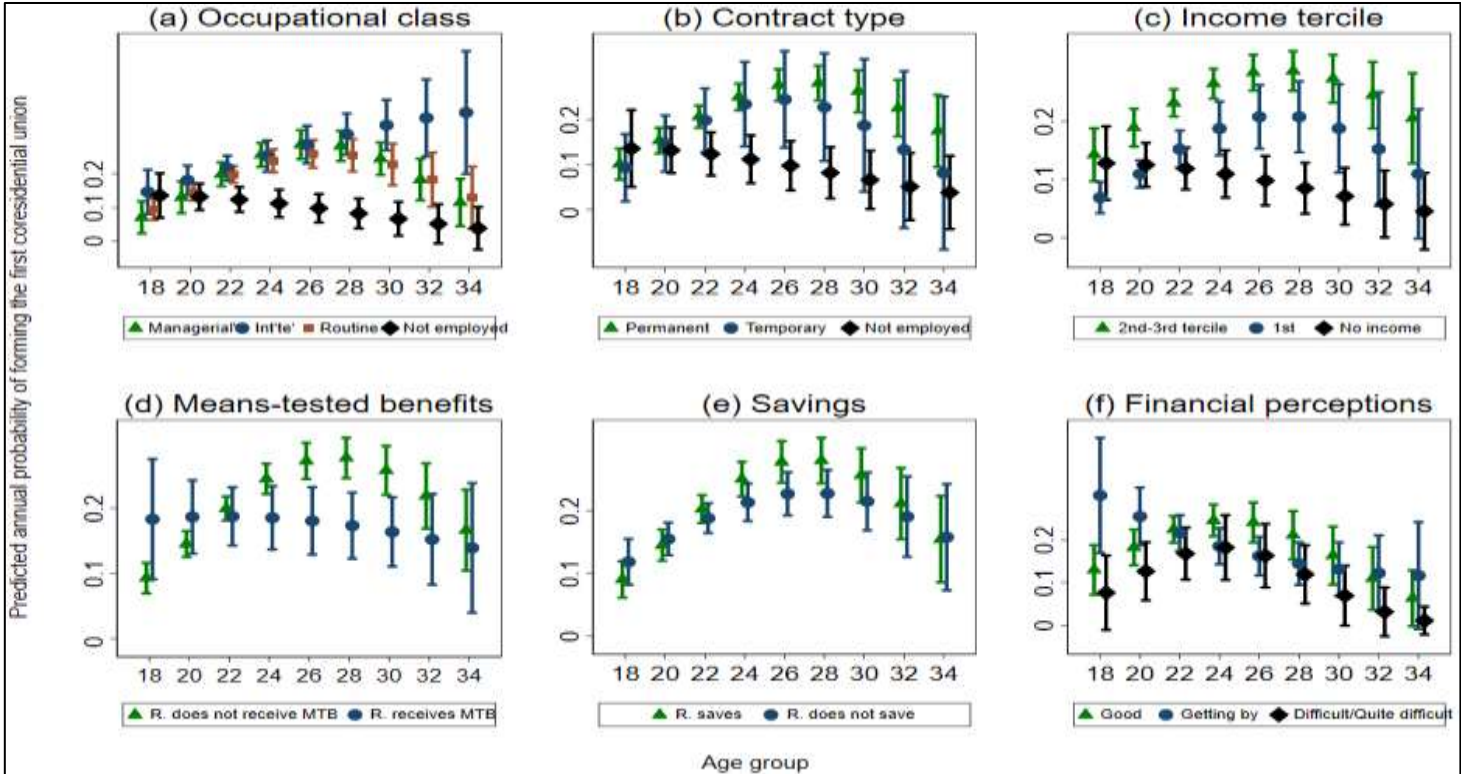 Predicted annual probability of forming the first coresidential union
(a) Occupational class
0.2
0.1
0
18 20 22 24 26 28 30 32 34
Managerial' Int'te' Routine Not employed
(b) Contract type
0.2
0.1
0
18 20 22 24 26 28 30 32 34
Permanent Temporary Not employed
(c) Income tercile
0.2
0.1
0
18 20 22 24 26 28 30 32 34
2nd-3rd tercile 1st No income
(d) Means-tested benefits
0.2
0.1
0
18 20 22 24 26 28 30 32 34
R. does not receive MTB R. receives MTB
(e) Savings
0.2
0.1
0
18 20 22 24 26 28 30 32 34
R. saves R. does not save
(f) Financial perceptions
0.2
0.1
0
18 20 22 24 26 28 30 32 34
Good Getting by Difficult/Quite difficult
Age group